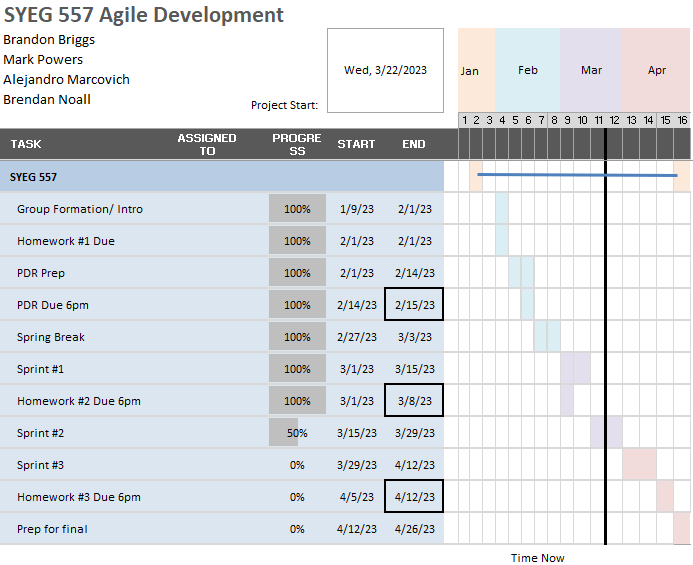 SYEG 557 Agile Development
Brandon Briggs
Mark Powers
Alejandro Marcovich
Brendan Noall
Project Start:
Wed, 3/22/2023
Jan Feb Mar Apr
1 2 3 4 5 6 7 8 9 10 11 12 13 14 15 16
TASK ASSIGNED TO PROGRESS START END
SYEG 557
Group Formation/ Intro 100% 1/9/23 2/1/23
Homework #1 Due 100% 2/1/23 2/1/23
PDR Prep 100% 2/1/23 2/14/23
PDR Due 6pm 100% 2/14/23 2/15/23
Spring Break 100% 2/27/23 3/3/23
Sprint #1 100% 3/1/23 3/15/23
Homework #2 Due 6pm 100% 3/1/23 3/8/23
Sprint #2 50% 3/15/23 3/29/23
Sprint #3 0% 3/29/23 4/12/23
Homework #3 Due 6pm 0% 4/5/23 4/12/23
Prep for final 0% 4/12/23 4/26/23
Time Now